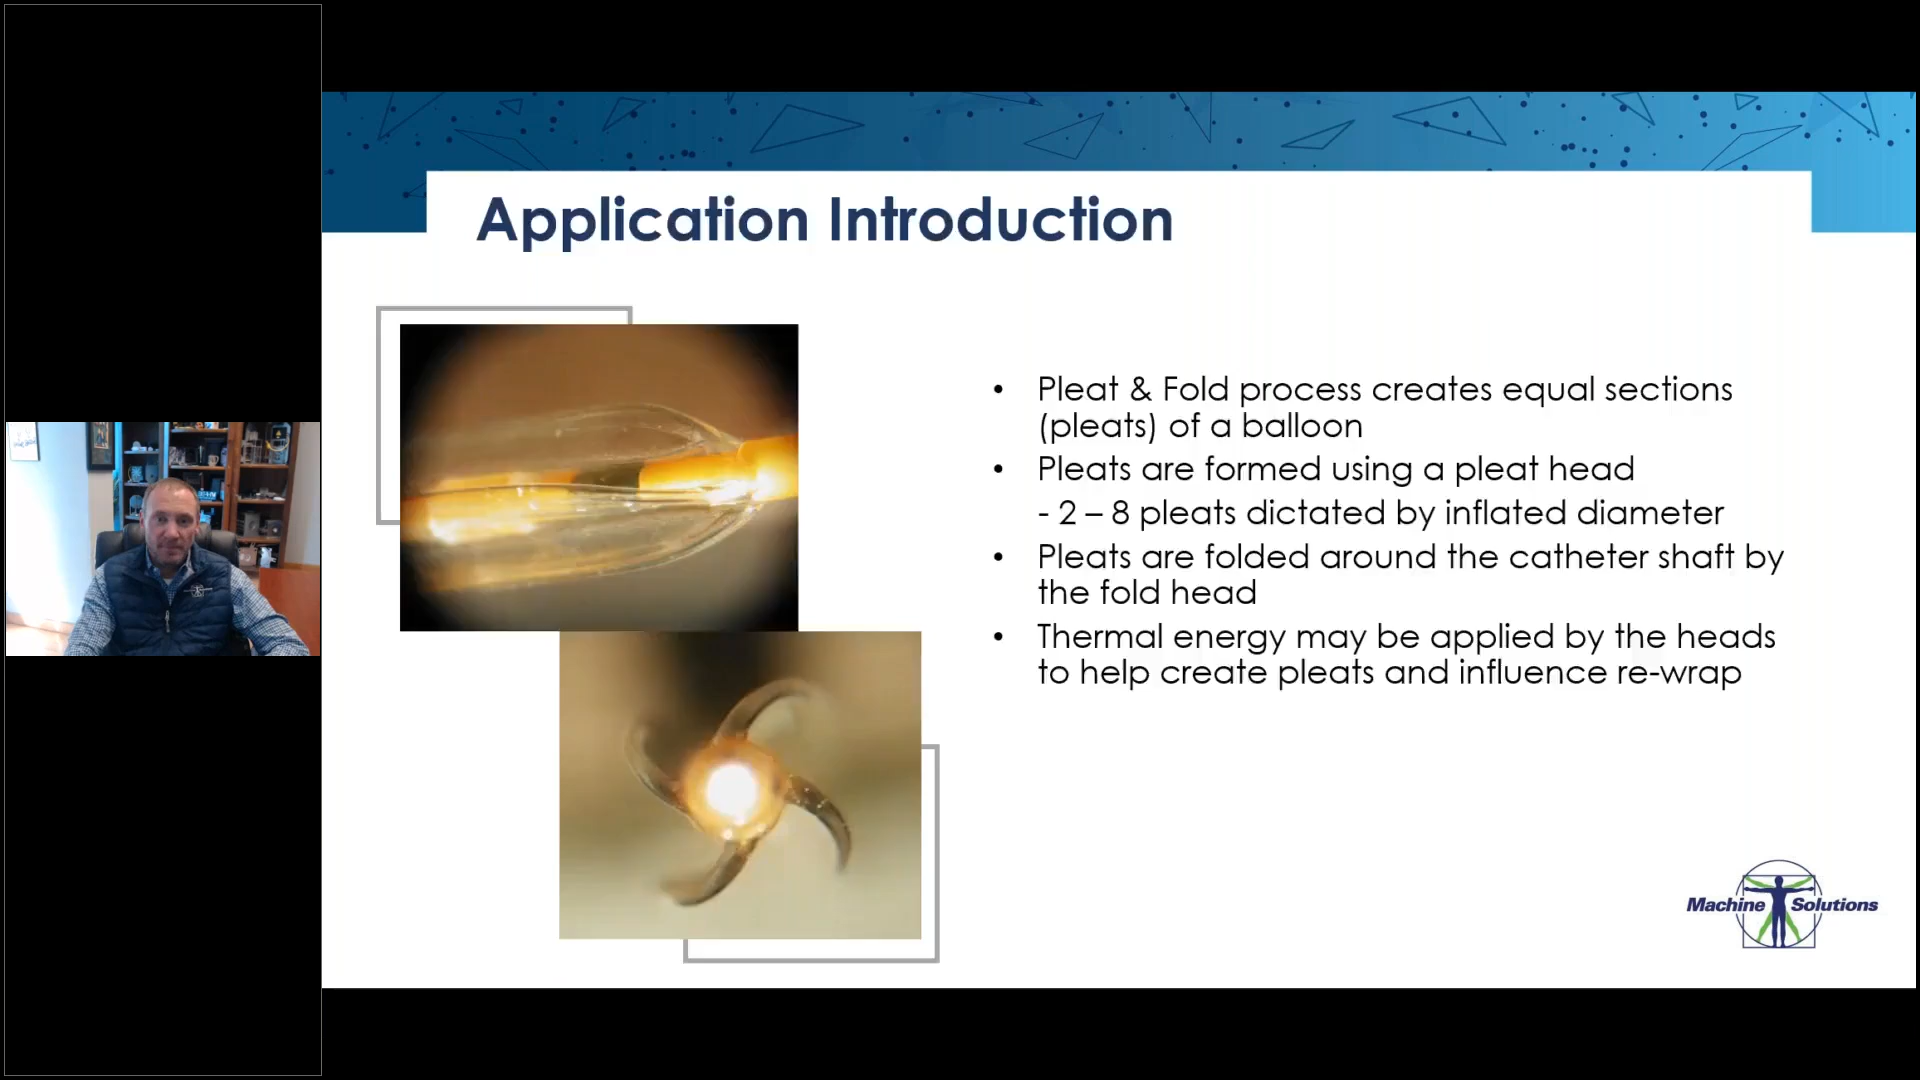 Application Introduction
• Pleat & Fold process creates equal sections
(pleats) of a balloon
• Pleats are formed using a pleat head
- 2 – 8 pleats dictated by inflated diameter
• Pleats are folded around the catheter shaft by
the fold head
• Thermal energy may be applied by the heads
to help create pleats and influence re-wrap
Machine Solutions